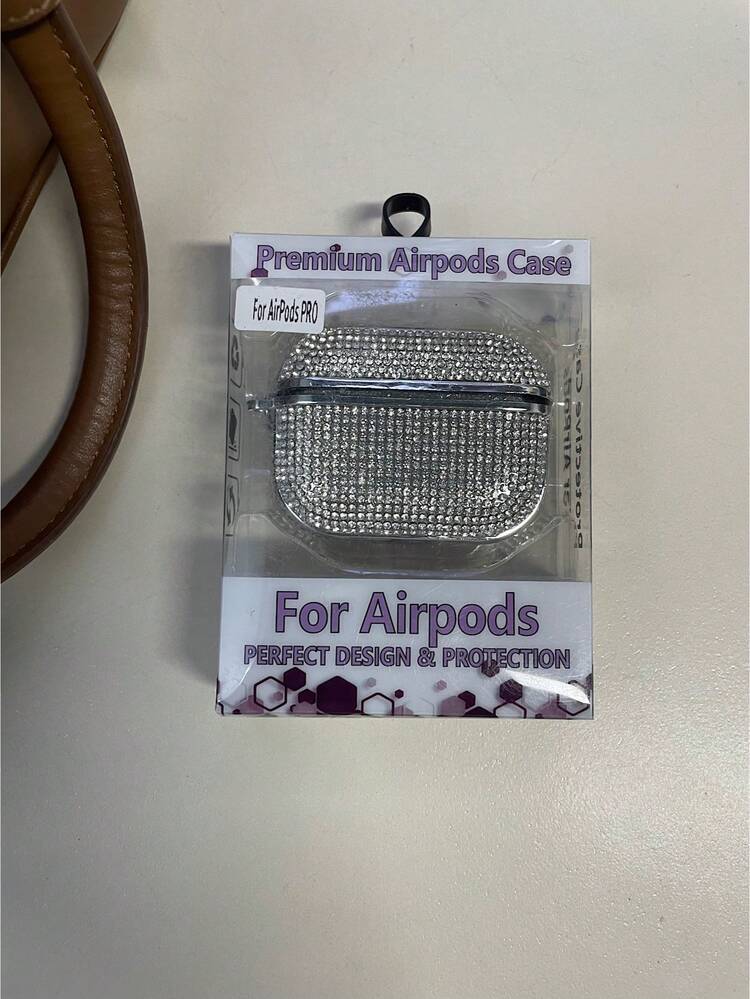 Premium Airpods Case
For AirPods PRO
For Airpods
PERFECT DESIGN & PROTECTION